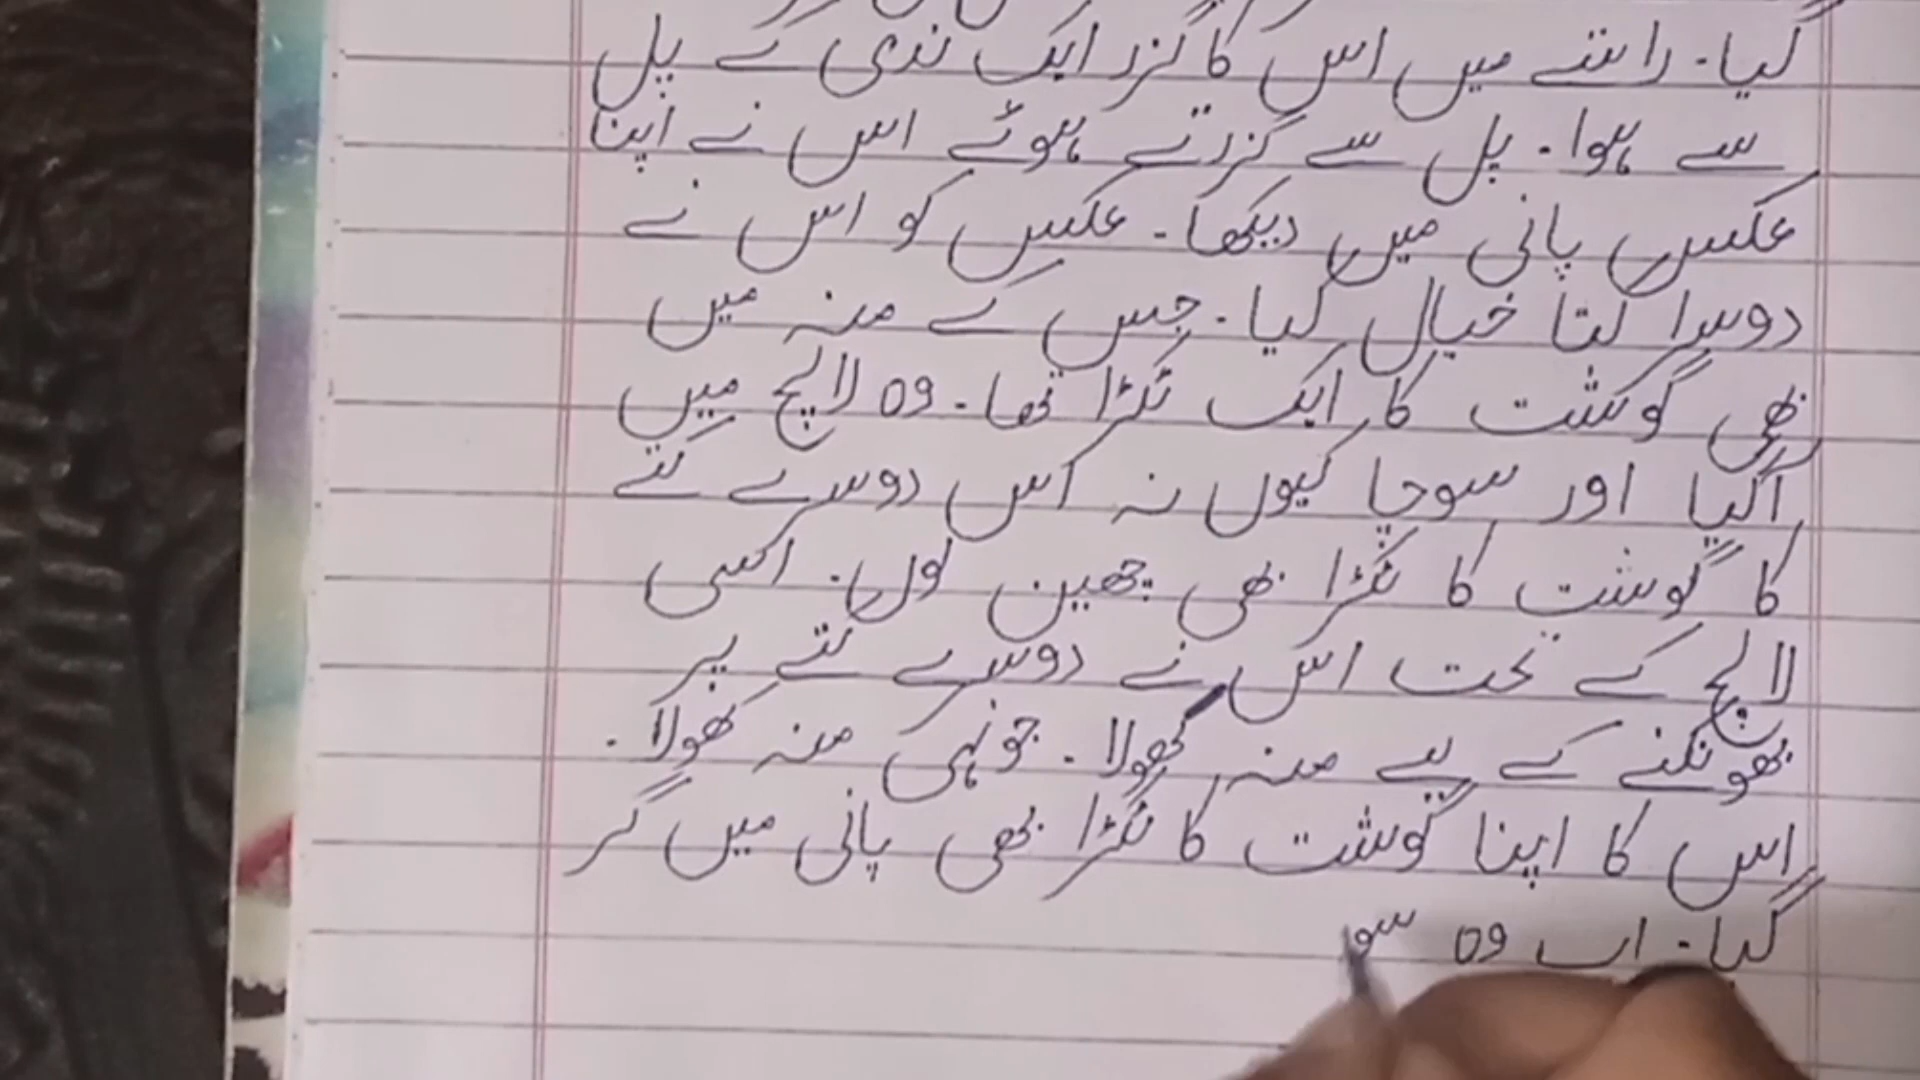 گیا۔ راستے میں اس کا گزر ایک ندی کے پل
سے ہوا۔ پل سے گزرتے ہوئے اس نے اپنا
عکس پانی میں دیکھا۔ عکس کو اس نے
دوسرا کتا خیال کیا۔ جس کے منہ میں
بھی گوشت کا ایک ٹکڑا تھا۔ وہ لالچ میں
آگیا اور سوچا کیوں نہ اس دوسرے کتے
کا گوشت کا ٹکڑا بھی چھین لوں۔ اسی
لالچ کے تحت اس نے دوسرے کتے پر
بھونکنے کے لیے منہ کھولا۔ جونہی منہ کھولا۔
اس کا اپنا گوشت کا ٹکڑا بھی پانی میں گر
گیا۔ اب وہ سو